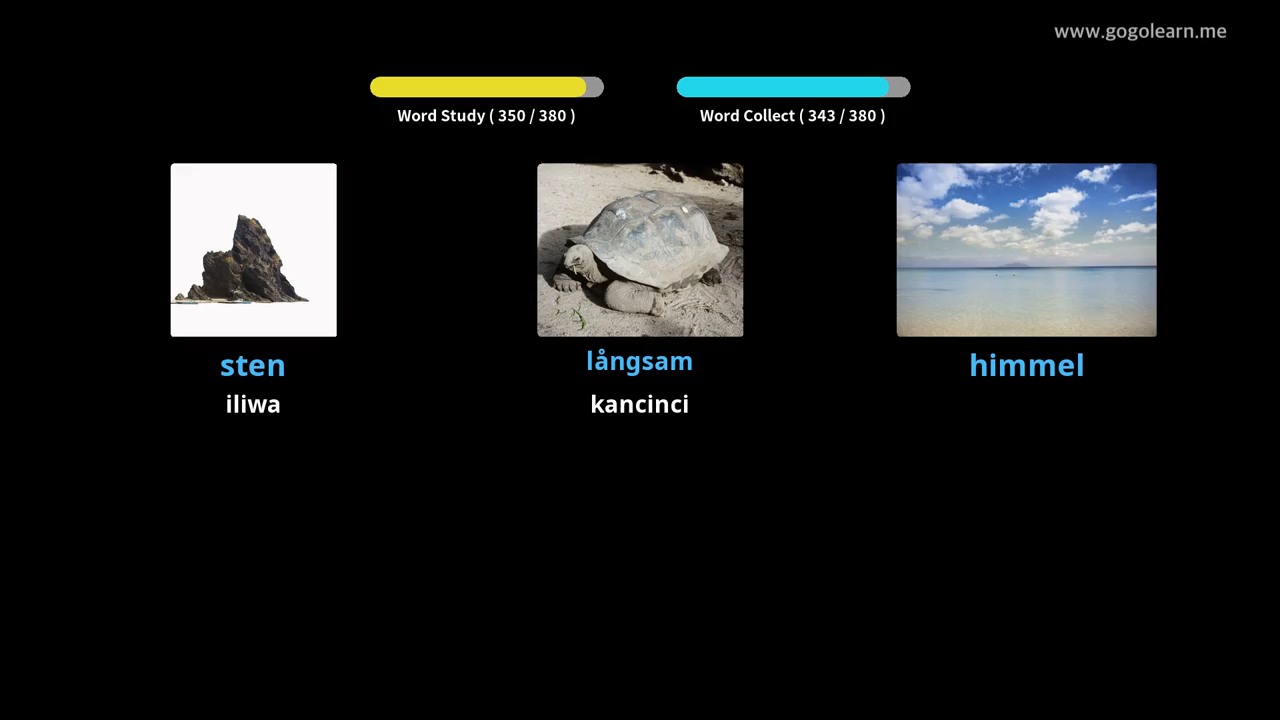 www.gogolearn.me
Word Study ( 350 / 380 )
Word Collect ( 343 / 380 )
sten
långsam
himmel
iliwa
kancinci